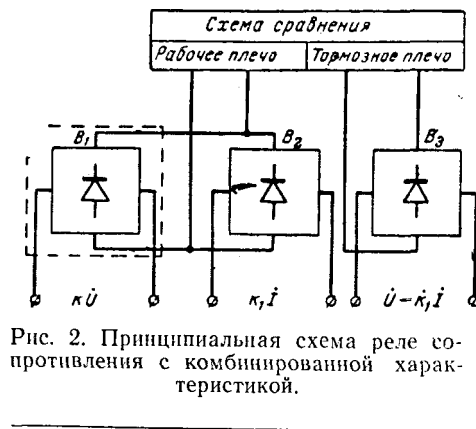 Схема сравнения
Рабочее плечо Тормозное плечо
В₁ В₂ В₃
кU̇ к₁İ U̇−к̇₁İ
Рис. 2. Принципиальная схема реле со-
противления с комбинированной харак-
теристикой.